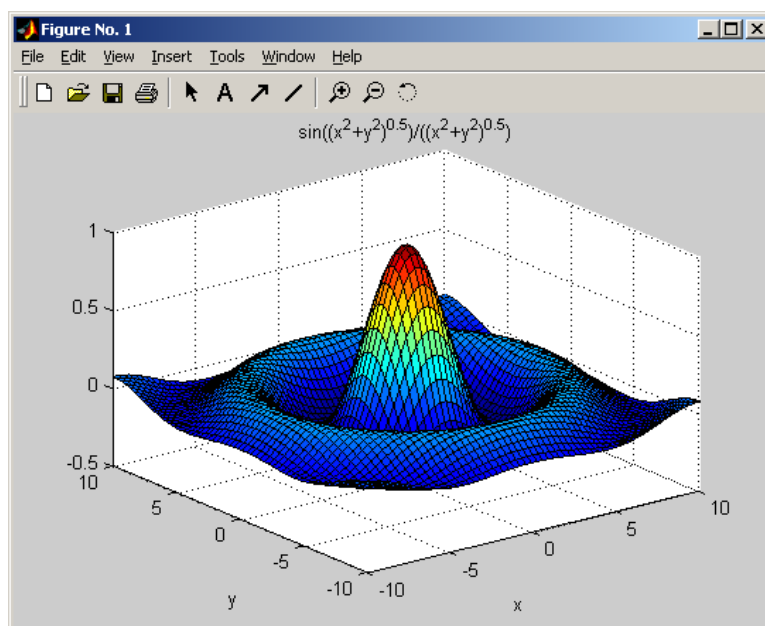 Figure No. 1
File Edit View Insert Tools Window Help
A
sin((x²+y²)⁰·⁵)/((x²+y²)⁰·⁵)
1
0.5
0
-0.5
10
5
0
-5
-10
-10
-5
0
5
10
y
x